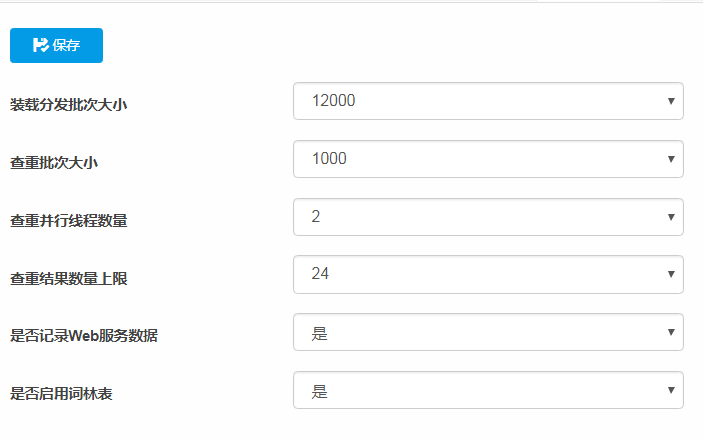 保存
装载分发批次大小 12000
查重批次大小 1000
查重并行线程数量 2
查重结果数量上限 24
是否记录Web服务数据 是
是否启用词林表 是